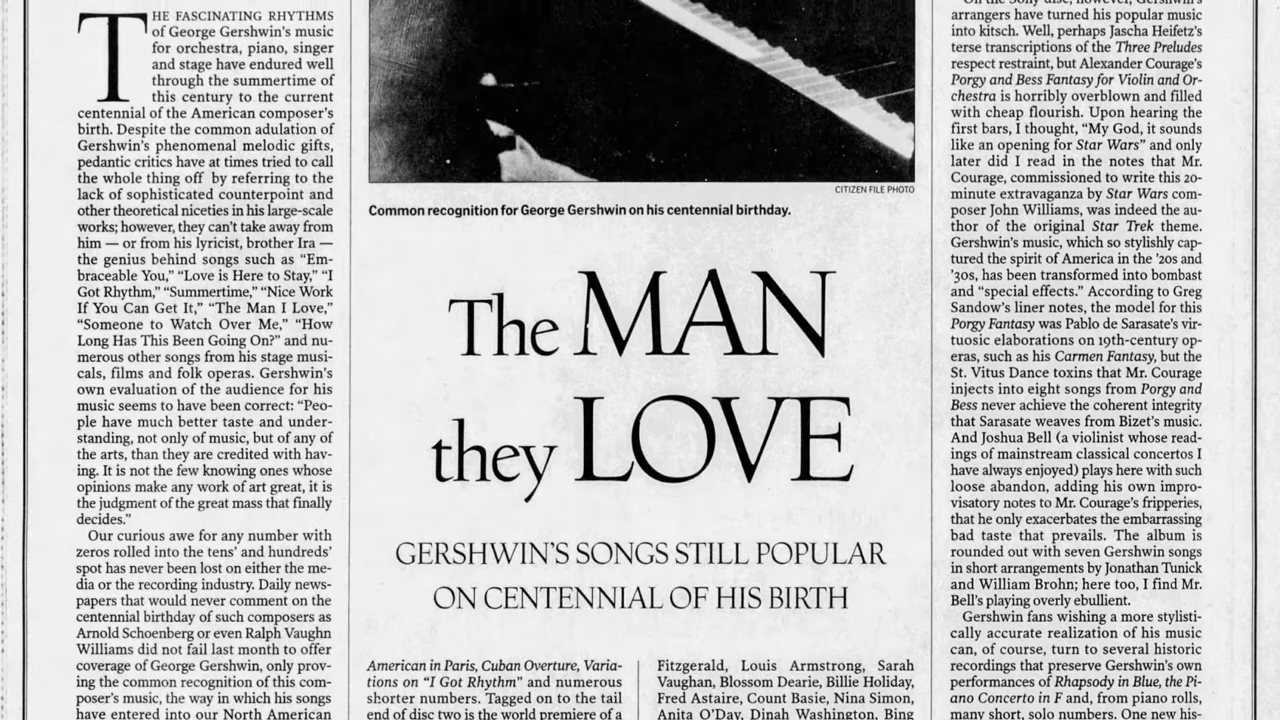 THE FASCINATING RHYTHMS
of George Gershwin's music
for orchestra, piano, singer
and stage have endured well
through the summertime of
this century to the current
centennial of the American composer's
birth. Despite the common adulation of
Gershwin's phenomenal melodic gifts,
pedantic critics have at times tried to call
the whole thing off by referring to the
lack of sophisticated counterpoint and
other theoretical niceties in his large-scale
works; however, they can't take away from
him — or from his lyricist, brother Ira —
the genius behind songs such as "Em-
braceable You," "Love is Here to Stay," "I
Got Rhythm," "Summertime," "Nice Work
If You Can Get It," "The Man I Love,"
"Someone to Watch Over Me," "How
Long Has This Been Going On?" and nu-
merous other songs from his stage musi-
cals, films and folk operas. Gershwin's
own evaluation of the audience for his
music seems to have been correct: "Peo-
ple have much better taste and under-
standing, not only of music, but of any of
the arts, than they are credited with hav-
ing. It is not the few knowing ones whose
opinions make any work of art great, it is
the judgment of the great mass that finally
decides."
Our curious awe for any number with
zeros rolled into the tens' and hundreds'
spot has never been lost on either the me-
dia or the recording industry. Daily news-
papers that would never comment on the
centennial birthday of such composers as
Arnold Schoenberg or even Ralph Vaughn
Williams did not fail last month to offer
coverage of George Gershwin, only prov-
ing the common recognition of this com-
poser's music, the way in which his songs
have entered into our North American
CITIZEN FILE PHOTO
Common recognition for George Gershwin on his centennial birthday.
The MAN
they LOVE
GERSHWIN'S SONGS STILL POPULAR
ON CENTENNIAL OF HIS BIRTH
American in Paris, Cuban Overture, Varia-
tions on "I Got Rhythm" and numerous
shorter numbers. Tagged on to the tail
end of disc two is the world premiere of a
Fitzgerald, Louis Armstrong, Sarah
Vaughan, Blossom Dearie, Billie Holiday,
Fred Astaire, Count Basie, Nina Simon,
Anita O'Day, Dinah Washington, Bing
On the Sony disc, however, Gershwin's
arrangers have turned his popular music
into kitsch. Well, perhaps Jascha Heifetz's
terse transcriptions of the Three Preludes
respect restraint, but Alexander Courage's
Porgy and Bess Fantasy for Violin and Or-
chestra is horribly overblown and filled
with cheap flourish. Upon hearing the
first bars, I thought, "My God, it sounds
like an opening for Star Wars" and only
later did I read in the notes that Mr.
Courage, commissioned to write this 20-
minute extravaganza by Star Wars com-
poser John Williams, was indeed the au-
thor of the original Star Trek theme.
Gershwin's music, which so stylishly cap-
tured the spirit of America in the '20s and
'30s, has been transformed into bombast
and "special effects." According to Greg
Sandow's liner notes, the model for this
Porgy Fantasy was Pablo de Sarasate's vir-
tuosic elaborations on 19th-century op-
eras, such as his Carmen Fantasy, but the
St. Vitus Dance toxins that Mr. Courage
injects into eight songs from Porgy and
Bess never achieve the coherent integrity
that Sarasate weaves from Bizet's music.
And Joshua Bell (a violinist whose read-
ings of mainstream classical concertos I
have always enjoyed) plays here with such
loose abandon, adding his own impro-
visatory notes to Mr. Courage's fripperies,
that he only exacerbates the embarrassing
bad taste that prevails. The album is
rounded out with seven Gershwin songs
in short arrangements by Jonathan Tunick
and William Brohn; here too, I find Mr.
Bell's playing overly ebullient.
Gershwin fans wishing a more stylisti-
cally accurate realization of his music
can, of course, turn to several historic
recordings that preserve Gershwin's own
performances of Rhapsody in Blue, the Pi-
ano Concerto in F and, from piano rolls,
many short, solo numbers. One new his-